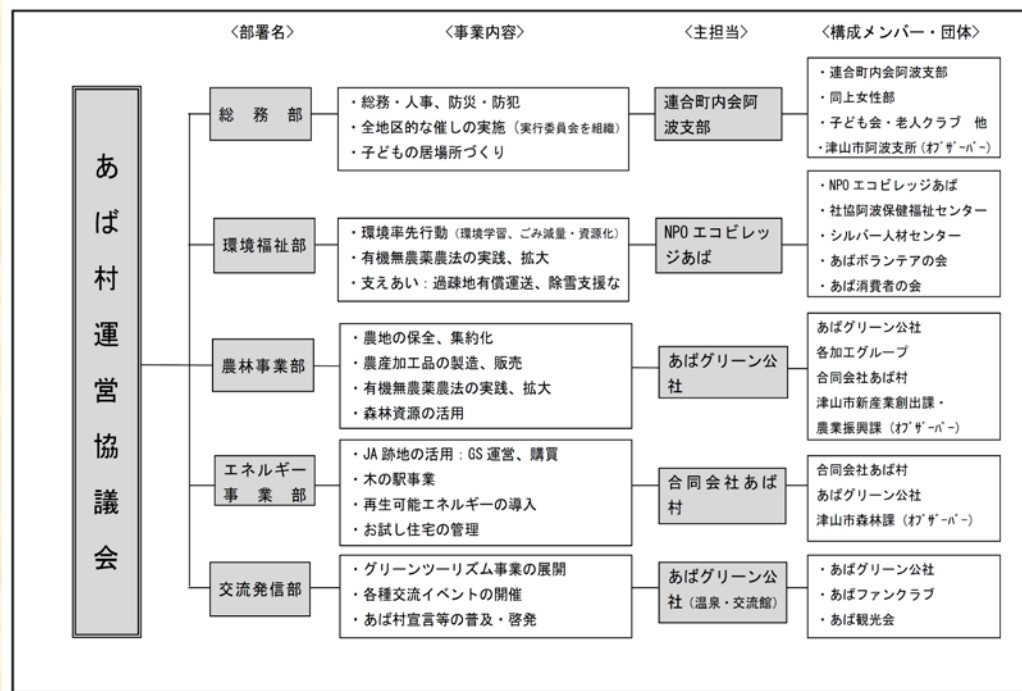 〈部署名〉
〈事業内容〉
〈主担当〉
〈構成メンバー・団体〉
あば村運営協議会
総務部
・総務・人事、防災・防犯
・全地区的な催しの実施（実行委員会を組織）
・子どもの居場所づくり
連合町内会阿
波支部
・連合町内会阿波支部
・同上女性部
・子ども会・老人クラブ　他
・津山市阿波支所（ｵﾌﾞｻﾞｰﾊﾞｰ）
環境福祉部
・環境率先行動（環境学習、ごみ減量・資源化）
・有機無農薬農法の実践、拡大
・支えあい：過疎地有償運送、除雪支援な
NPO エコビレッ
ジあば
・NPO エコビレッジあば
・社協阿波保健福祉センター
・シルバー人材センター
・あばボランテアの会
・あば消費者の会
農林事業部
・農地の保全、集約化
・農産加工品の製造、販売
・有機無農薬農法の実践、拡大
・森林資源の活用
あばグリーン公
社
あばグリーン公社
各加工グループ
合同会社あば村
津山市新産業創出課・
農業振興課（ｵﾌﾞｻﾞｰﾊﾞｰ）
エネルギー
事業部
・JA 跡地の活用：GS 運営、購買
・木の駅事業
・再生可能エネルギーの導入
・お試し住宅の管理
合同会社あば
村
合同会社あば村
あばグリーン公社
津山市森林課（ｵﾌﾞｻﾞｰﾊﾞｰ）
交流発信部
・グリーンツーリズム事業の展開
・各種交流イベントの開催
・あば村宣言等の普及・啓発
あばグリーン公
社（温泉・交流館）
・あばグリーン公社
・あばファンクラブ
・あば観光会